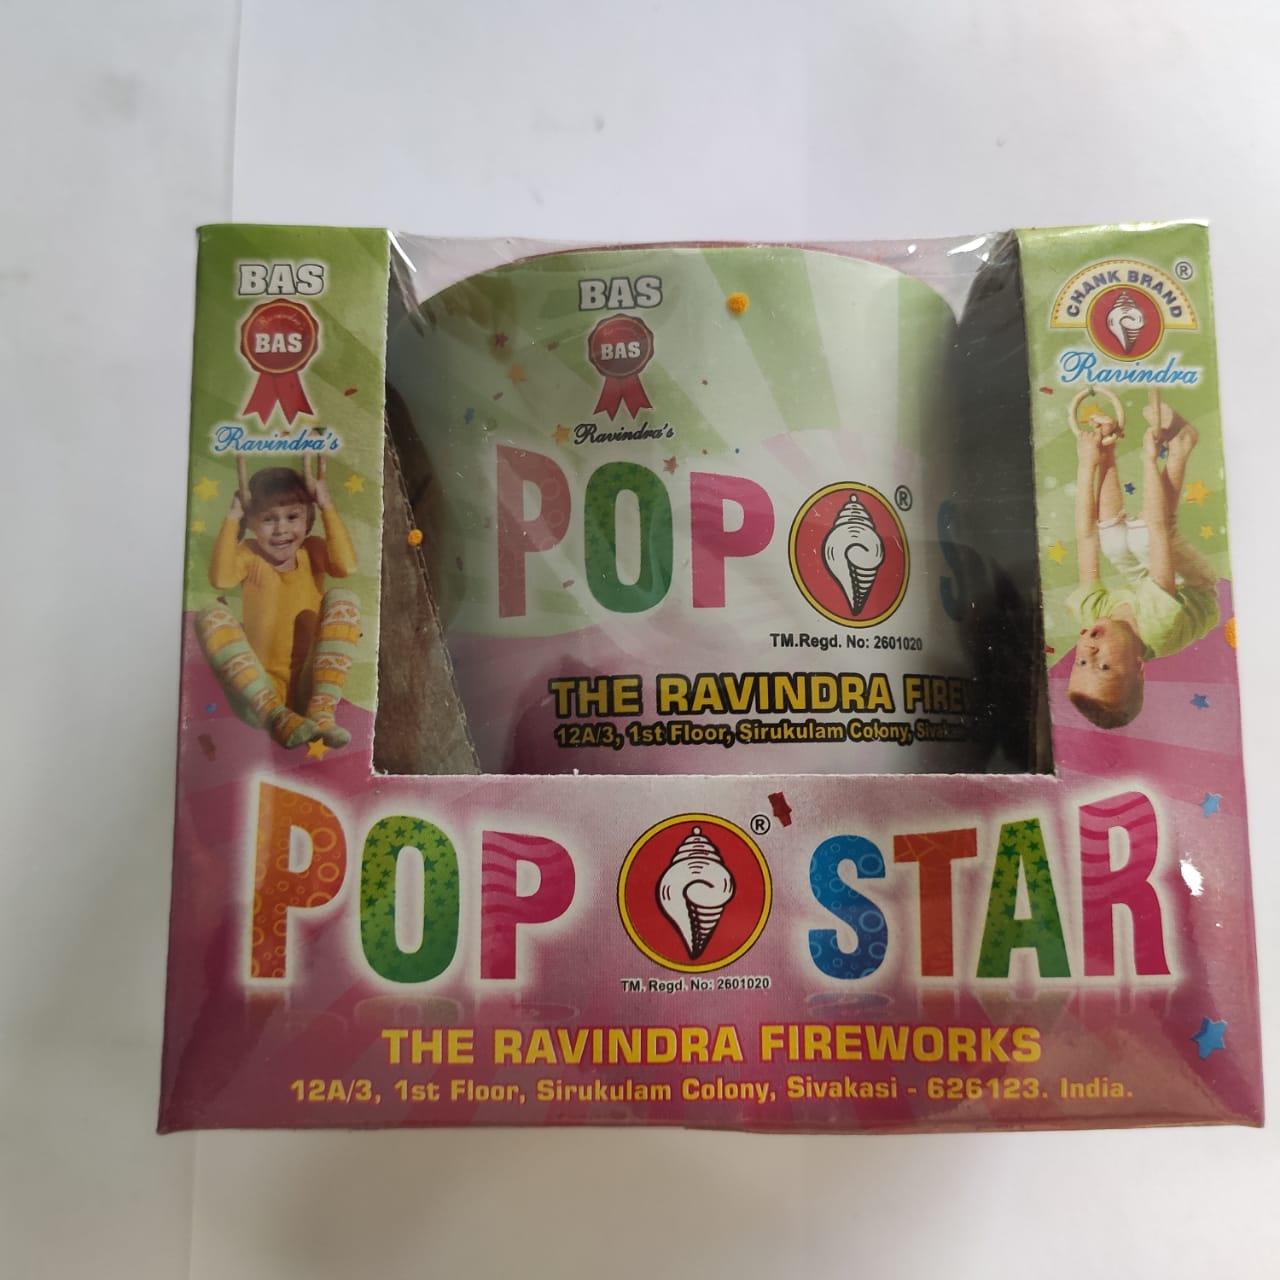 BAS
BAS
Ravindra's
BAS
BAS
Ravindra's
CHANK BRAND ®
Ravindra
POP ® S
TM.Regd. No: 2601020
THE RAVINDRA FIREW
12A/3, 1st Floor, Sirukulam Colony,
POP ® STAR
TM. Regd. No: 2601020
THE RAVINDRA FIREWORKS
12A/3, 1st Floor, Sirukulam Colony, Sivakasi - 626123. India.